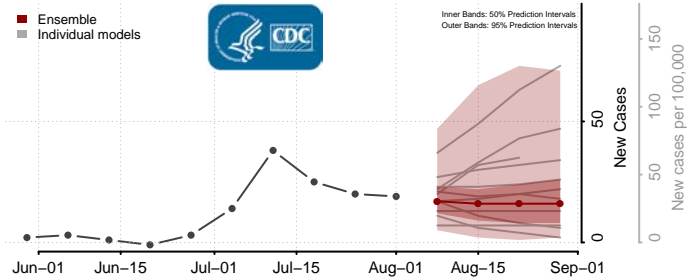 Ensemble
Individual models
Inner Bands: 50% Prediction Intervals
Outer Bands: 95% Prediction Intervals
CDC
0
50
New Cases
0
50
100
150
New cases per 100,000
Jun−01
Jun−15
Jul−01
Jul−15
Aug−01
Aug−15
Sep−01